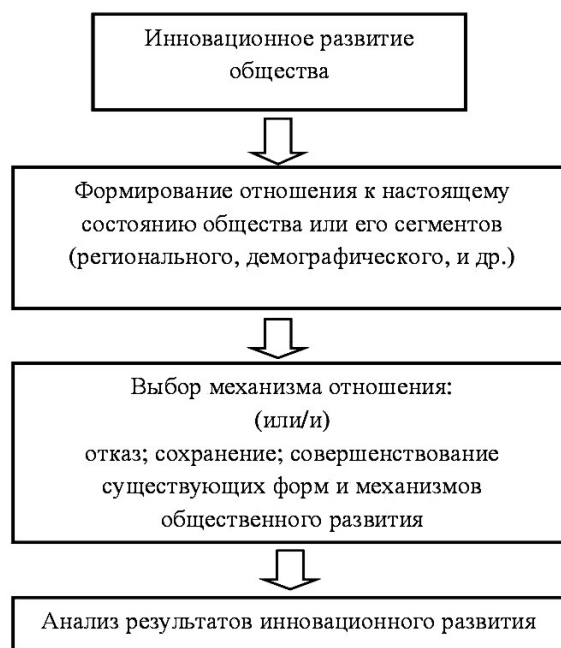 Инновационное развитие
общества
Формирование отношения к настоящему
состоянию общества или его сегментов
(регионального, демографического, и др.)
Выбор механизма отношения:
(или/и)
отказ; сохранение; совершенствование
существующих форм и механизмов
общественного развития
Анализ результатов инновационного развития